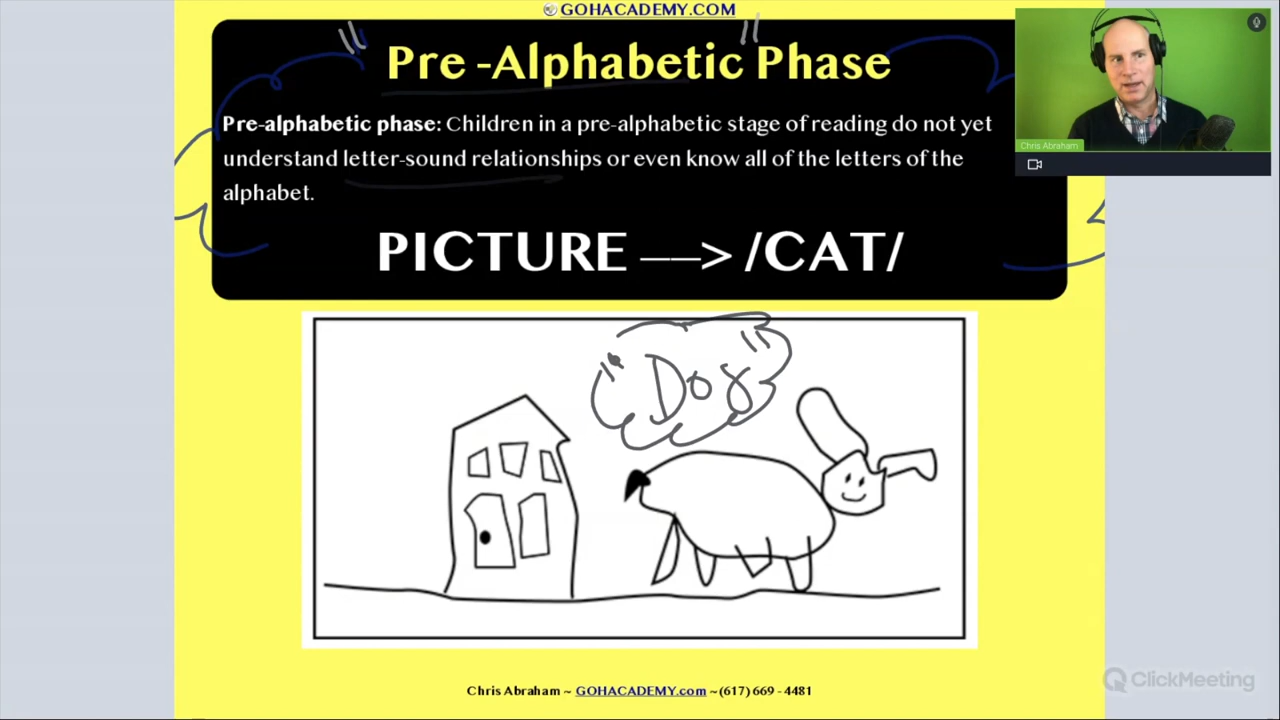 GOHACADEMY.COM
Pre -Alphabetic Phase
Pre-alphabetic phase: Children in a pre-alphabetic stage of reading do not yet
understand letter-sound relationships or even know all of the letters of the
alphabet.
PICTURE ––> /CAT/
"Dog"
Chris Abraham ~ GOHACADEMY.com ~(617) 669 - 4481
Chris Abraham
ClickMeeting